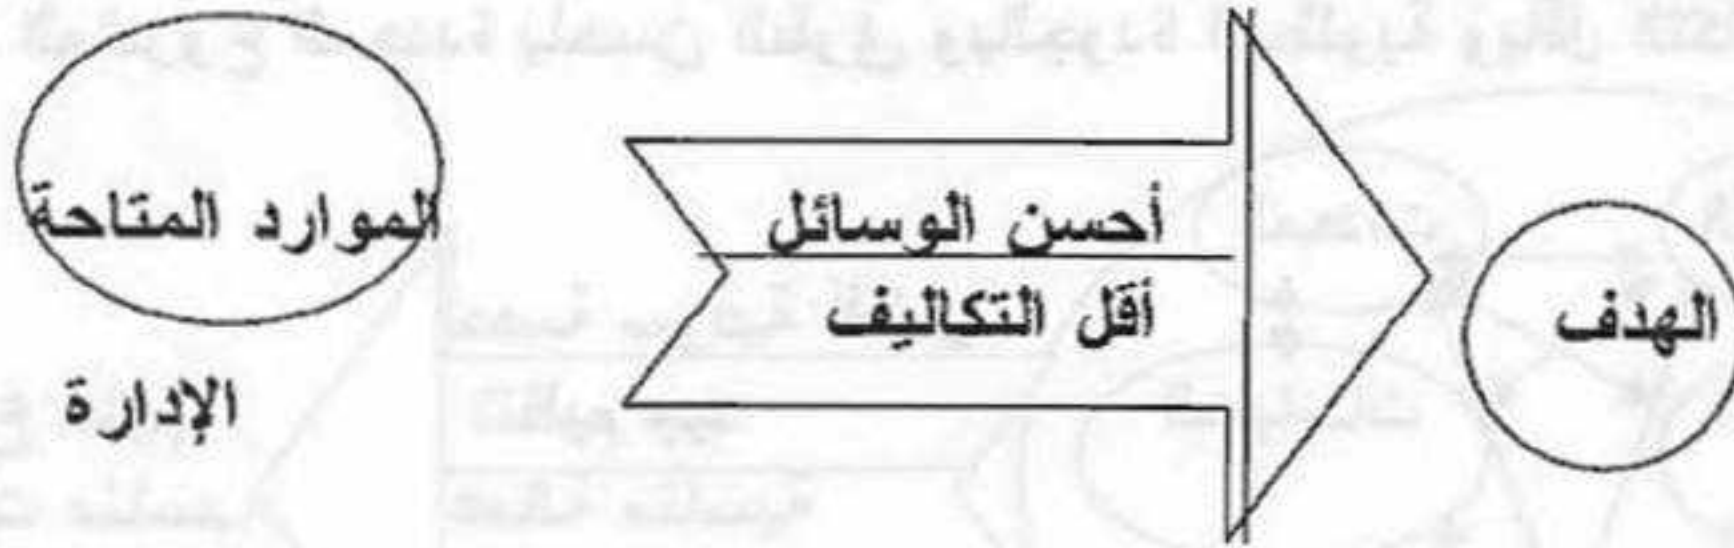 الموارد المتاحة
الإدارة
أحسن الوسائل
أقل التكاليف
الهدف